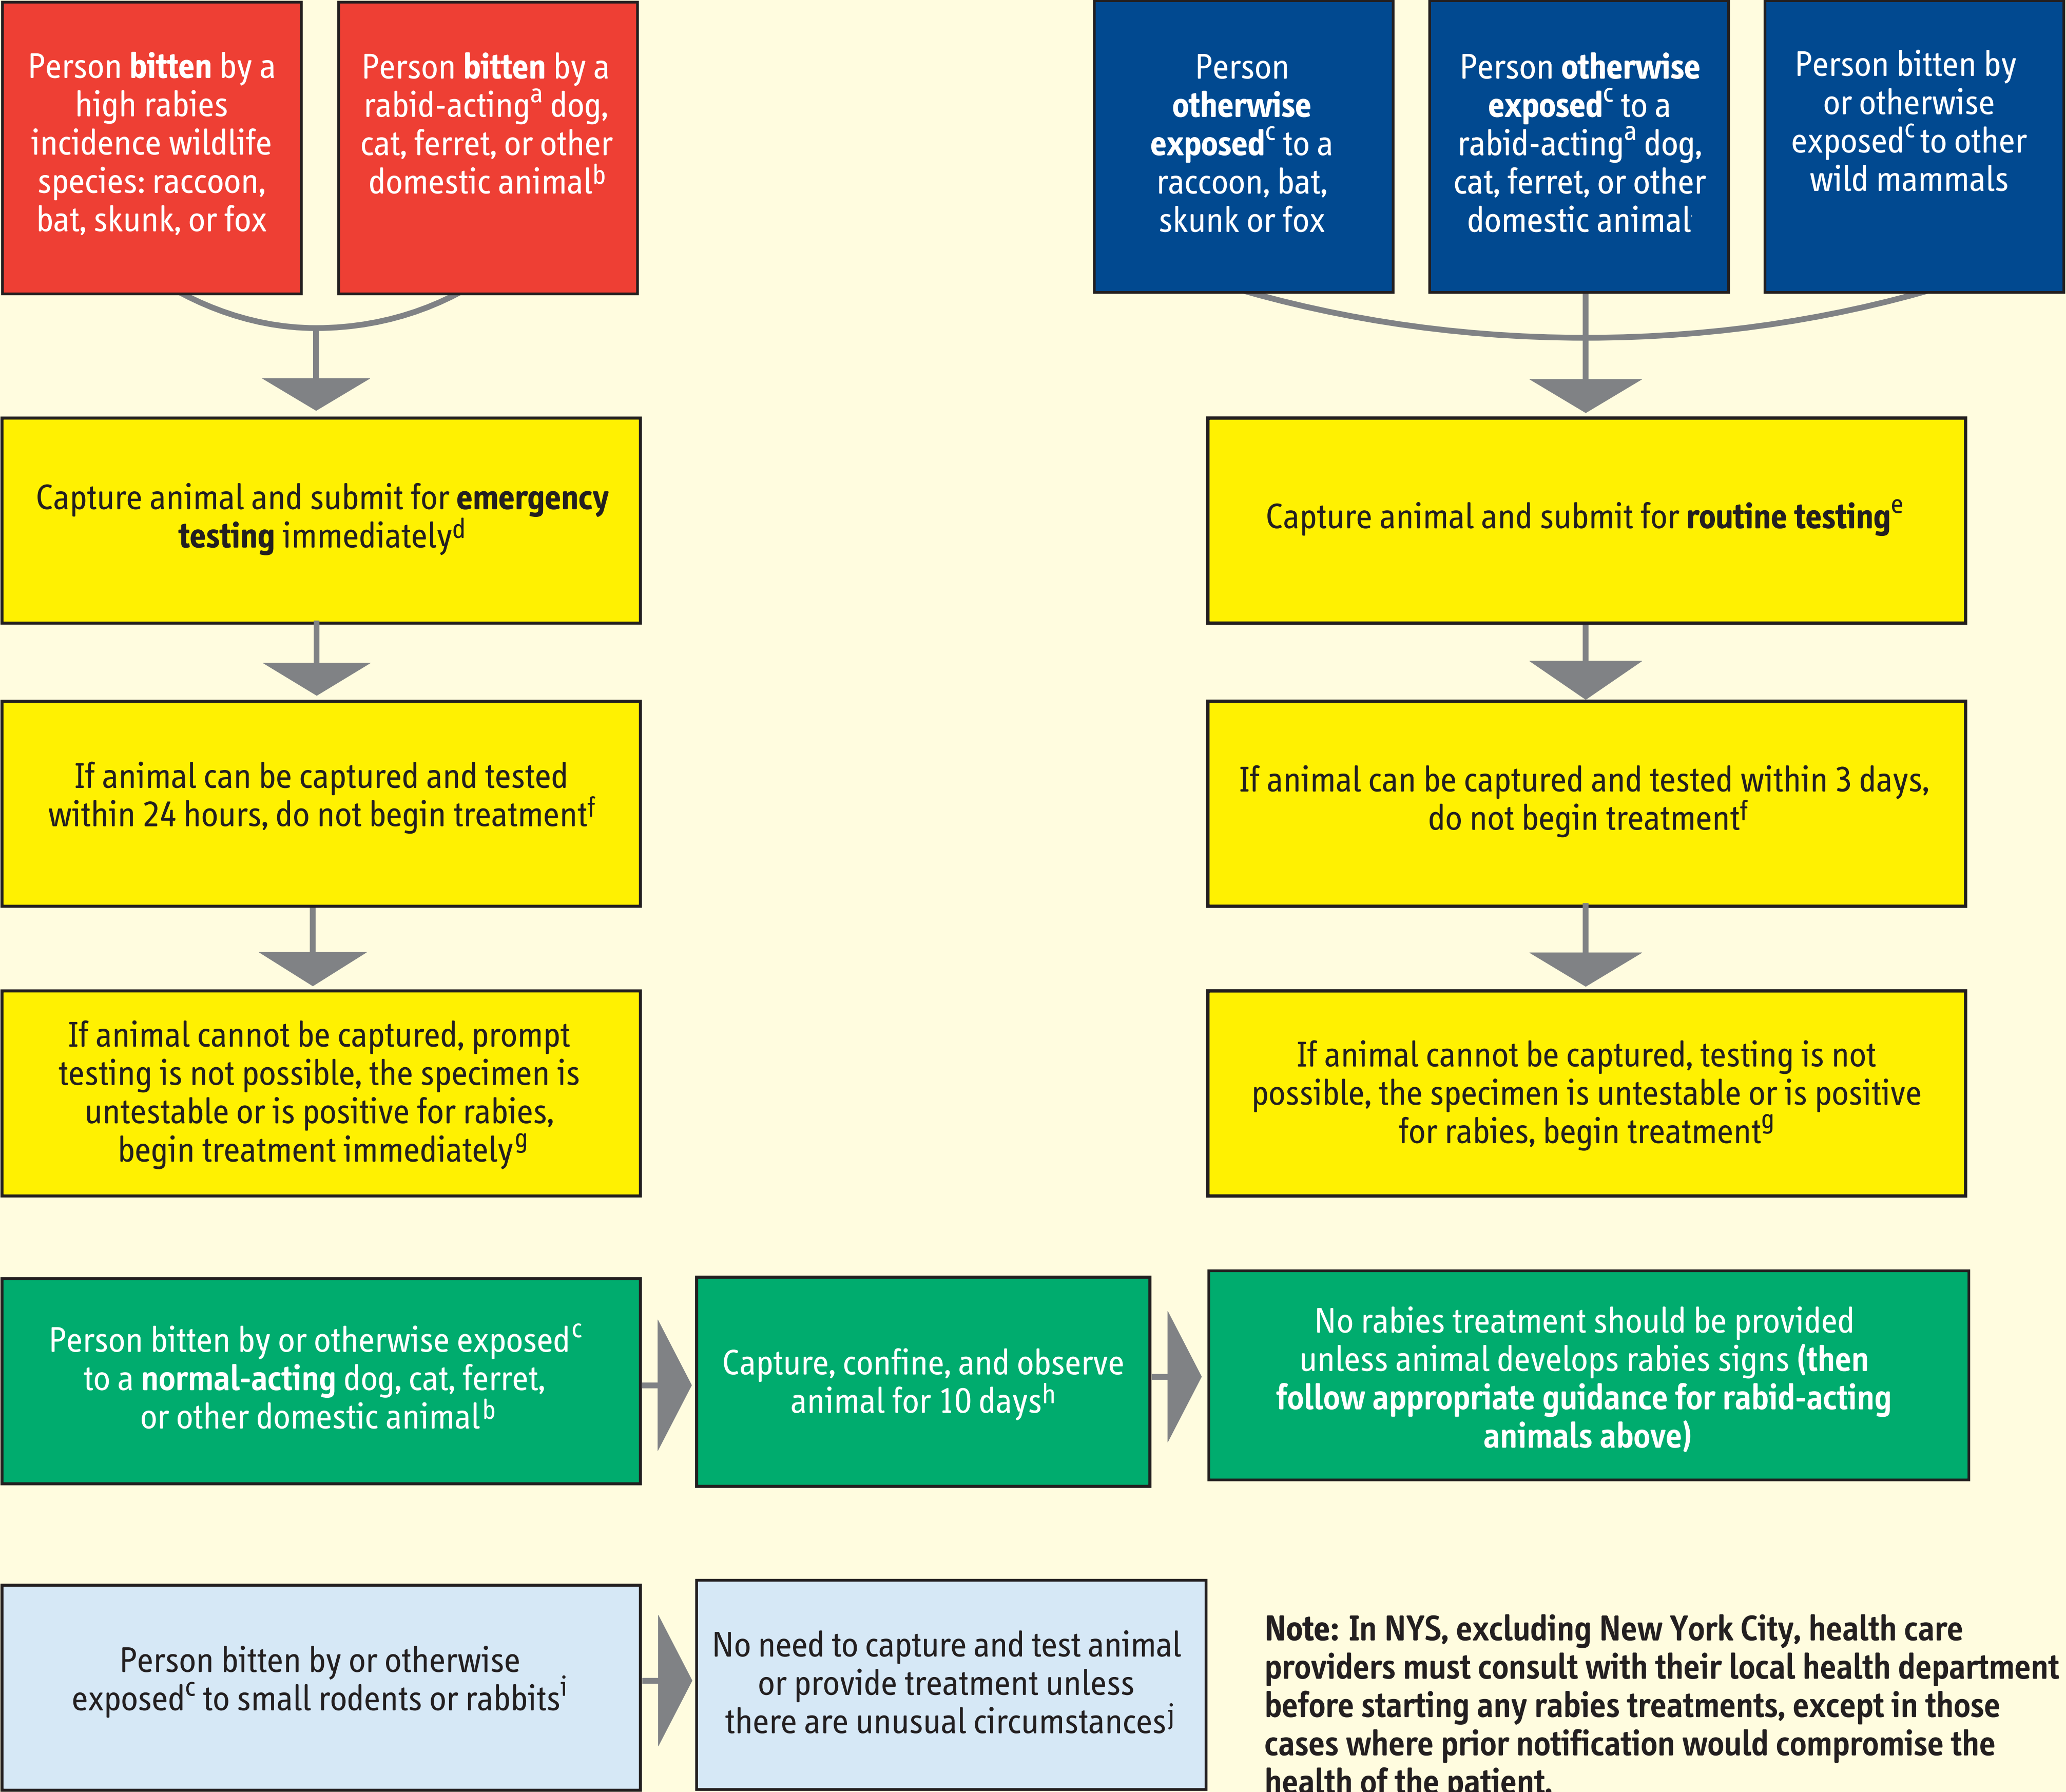 Person bitten by a
high rabies
incidence wildlife
species: raccoon,
bat, skunk, or fox
Person bitten by a
rabid-actingᵃ dog,
cat, ferret, or other
domestic animalᵇ
Person
otherwise
exposedᶜ to a
raccoon, bat,
skunk or fox
Person otherwise
exposedᶜ to a
rabid-actingᵃ dog,
cat, ferret, or other
domestic animal
Person bitten by
or otherwise
exposedᶜ to other
wild mammals
Capture animal and submit for emergency
testing immediatelyᵈ
Capture animal and submit for routine testingᵉ
If animal can be captured and tested
within 24 hours, do not begin treatmentᶠ
If animal can be captured and tested within 3 days,
do not begin treatmentᶠ
If animal cannot be captured, prompt
testing is not possible, the specimen is
untestable or is positive for rabies,
begin treatment immediatelyᵍ
If animal cannot be captured, testing is not
possible, the specimen is untestable or is positive
for rabies, begin treatmentᵍ
Person bitten by or otherwise exposedᶜ
to a normal-acting dog, cat, ferret,
or other domestic animalᵇ
Capture, confine, and observe
animal for 10 daysʰ
No rabies treatment should be provided
unless animal develops rabies signs (then
follow appropriate guidance for rabid-acting
animals above)
Person bitten by or otherwise
exposedᶜ to small rodents or rabbitsⁱ
No need to capture and test animal
or provide treatment unless
there are unusual circumstancesʲ
Note: In NYS, excluding New York City, health care
providers must consult with their local health department
before starting any rabies treatments, except in those
cases where prior notification would compromise the
health of the patient.